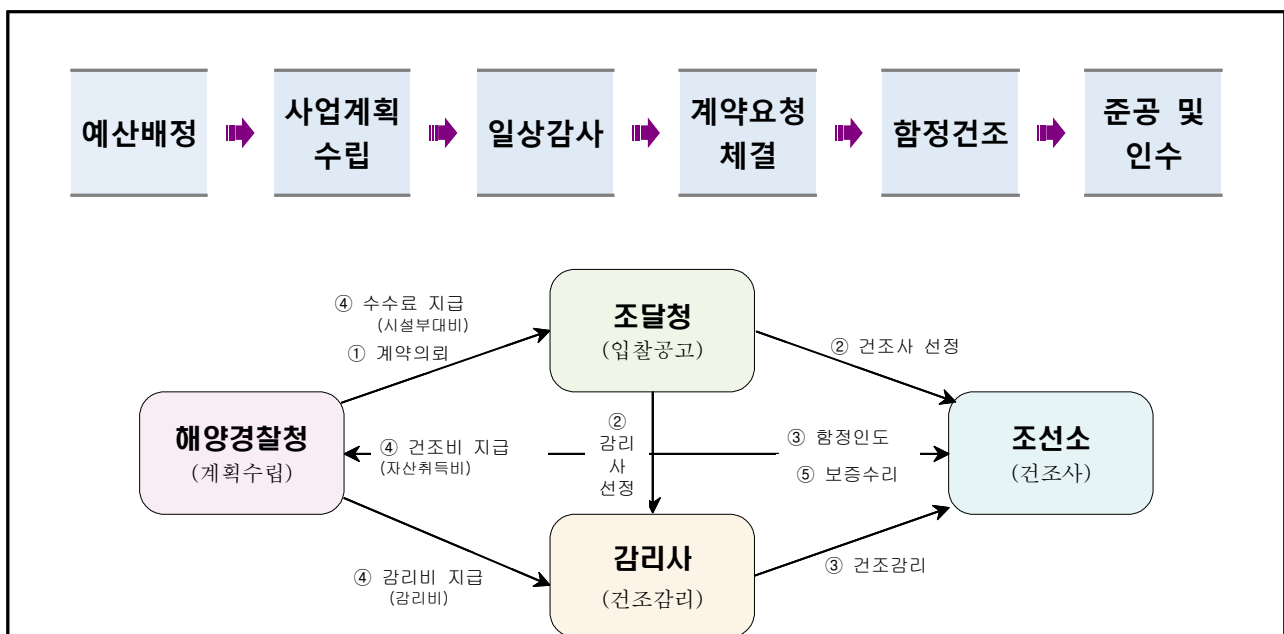 예산배정
사업계획
수립
일상감사
계약요청
체결
함정건조
준공 및
인수
④ 수수료 지급
(시설부대비)
① 계약의뢰
조달청
(입찰공고)
② 건조사 선정
해양경찰청
(계획수립)
④ 건조비 지급
(자산취득비)
②
감리
사
선정
③ 함정인도
⑤ 보증수리
조선소
(건조사)
④ 감리비 지급
(감리비)
감리사
(건조감리)
③ 건조감리